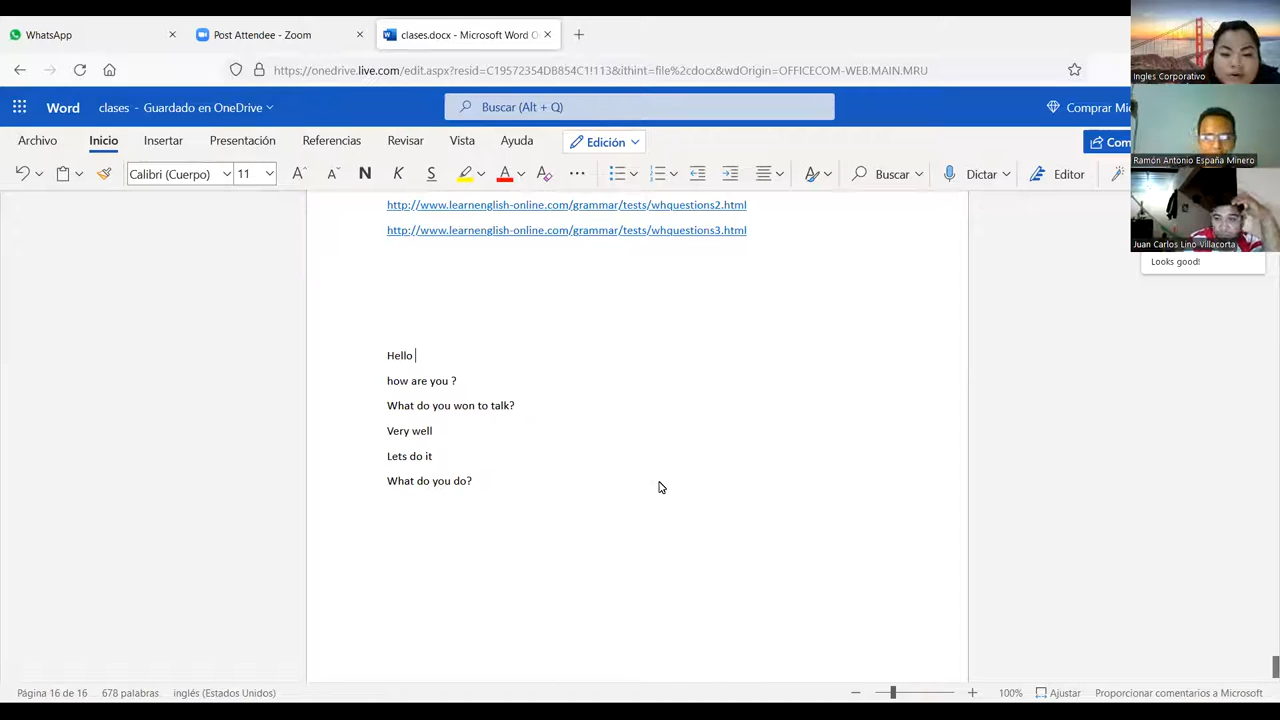 WhatsApp
Post Attendee - Zoom
clases.docx - Microsoft Word O
Ingles Corporativo
https://onedrive.live.com/edit.aspx?resid=C19572355DB854C1!113&ithint=file%2cdocx&wdOrigin=OFFICECOM-WEB.MAIN.MRU
Word
clases - Guardado en OneDrive
Buscar (Alt + Q)
Comprar Mi
Archivo
Inicio
Insertar
Presentación
Referencias
Revisar
Vista
Ayuda
Edición
Com
Ramón Antonio España Minero
Calibri (Cuerpo)
11
N
K
S
Buscar
Dictar
Editor
http://www.learnenglish-online.com/grammar/tests/whquestions2.html
http://www.learnenglish-online.com/grammar/tests/whquestions3.html
Juan Carlos Lino Villacorta
Looks good!
Hello
how are you ?
What do you won to talk?
Very well
Lets do it
What do you do?
Página 16 de 16
678 palabras
inglés (Estados Unidos)
100%
Ajustar
Proporcionar comentarios a Microsoft